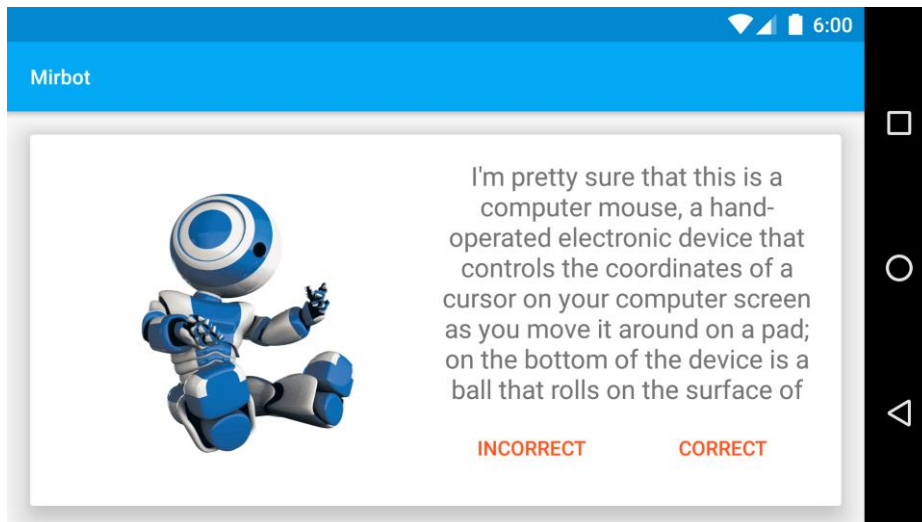 6:00
Mirbot
I'm pretty sure that this is a
computer mouse, a hand-
operated electronic device that
controls the coordinates of a
cursor on your computer screen
as you move it around on a pad;
on the bottom of the device is a
ball that rolls on the surface of
INCORRECT CORRECT